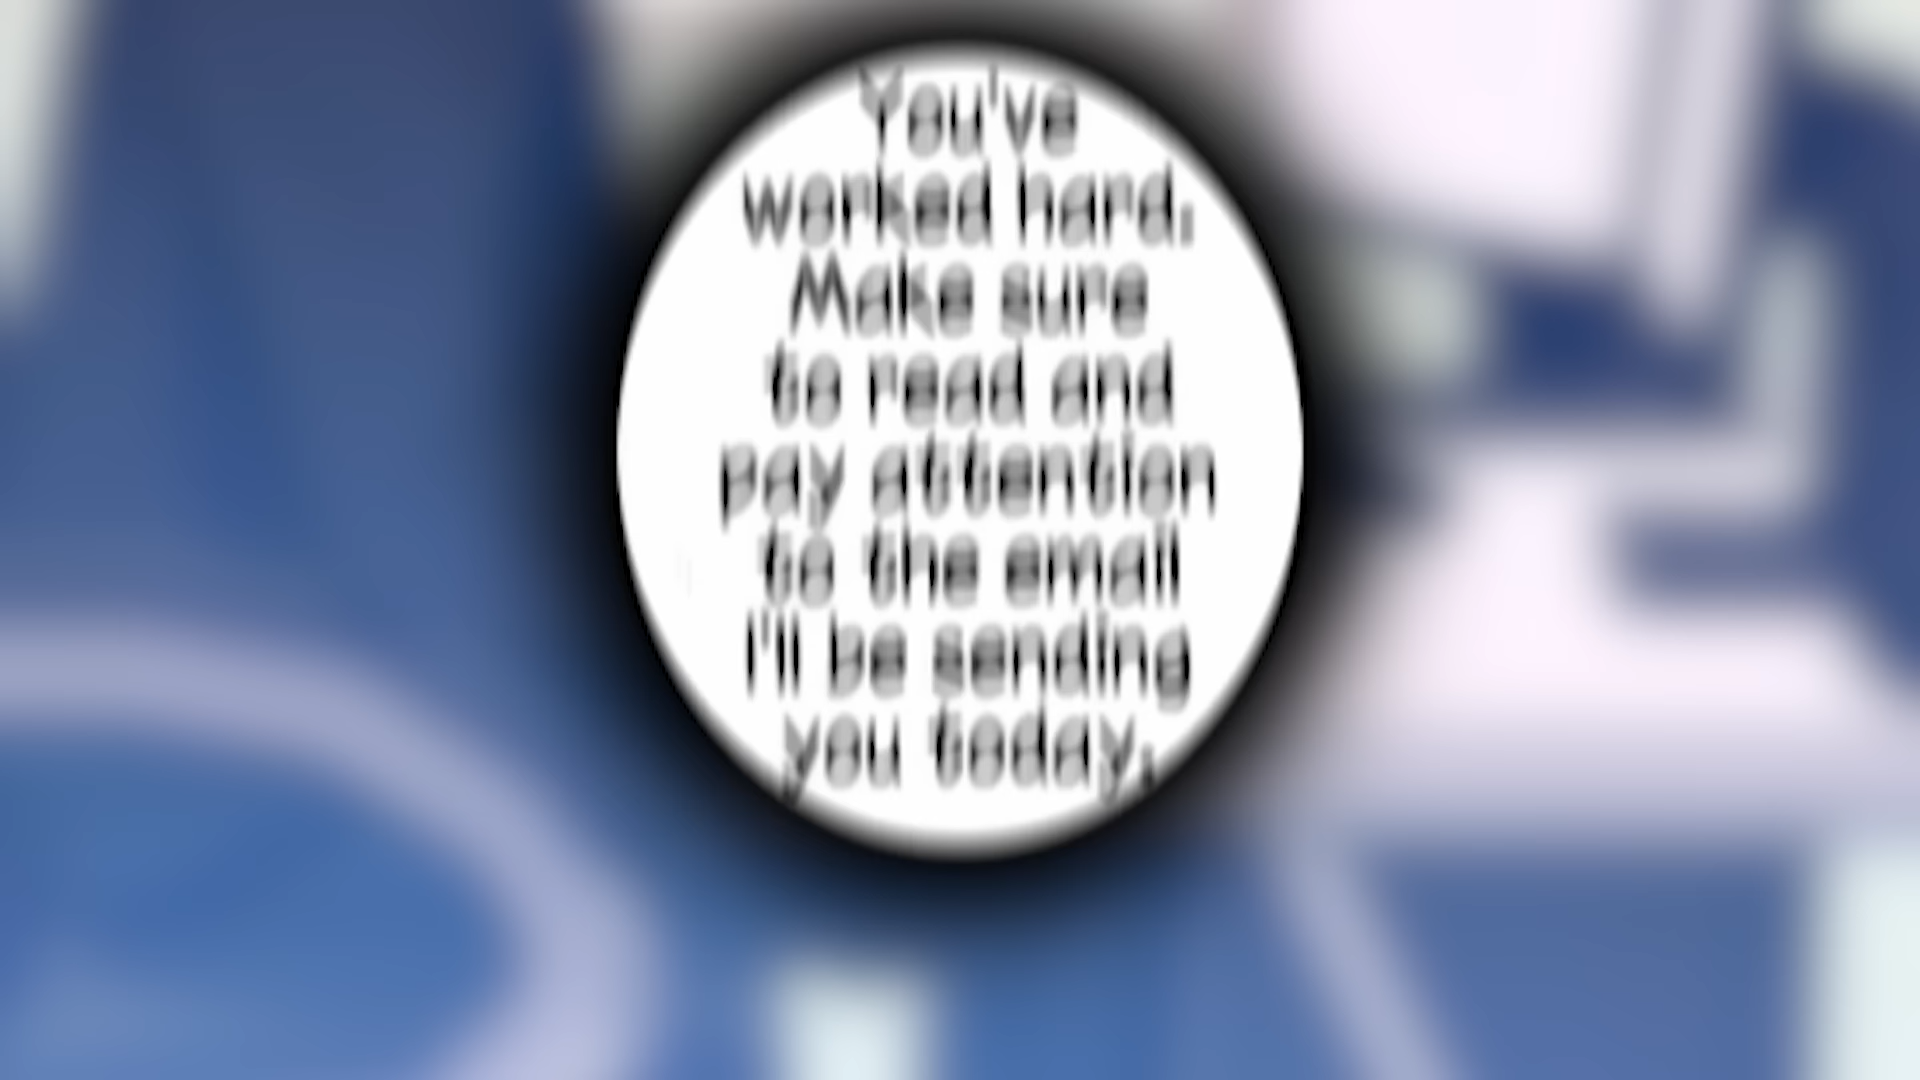 You've
worked hard.
Make sure
to read and
pay attention
to the email
I'll be sending
you today.